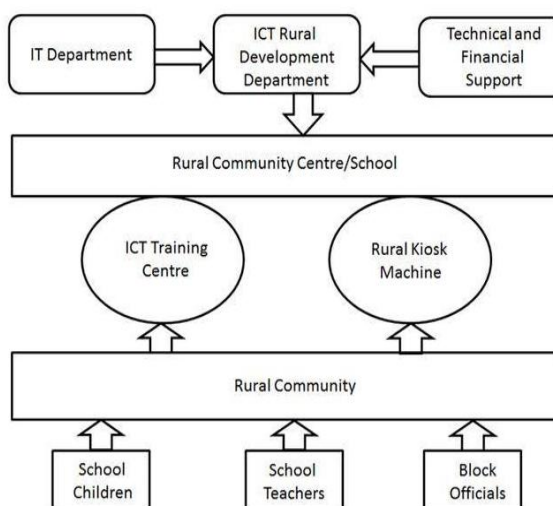 IT Department
ICT Rural
Development
Department
Technical and
Financial
Support
Rural Community Centre/School
ICT Training
Centre
Rural Kiosk
Machine
Rural Community
School
Children
School
Teachers
Block
Officials